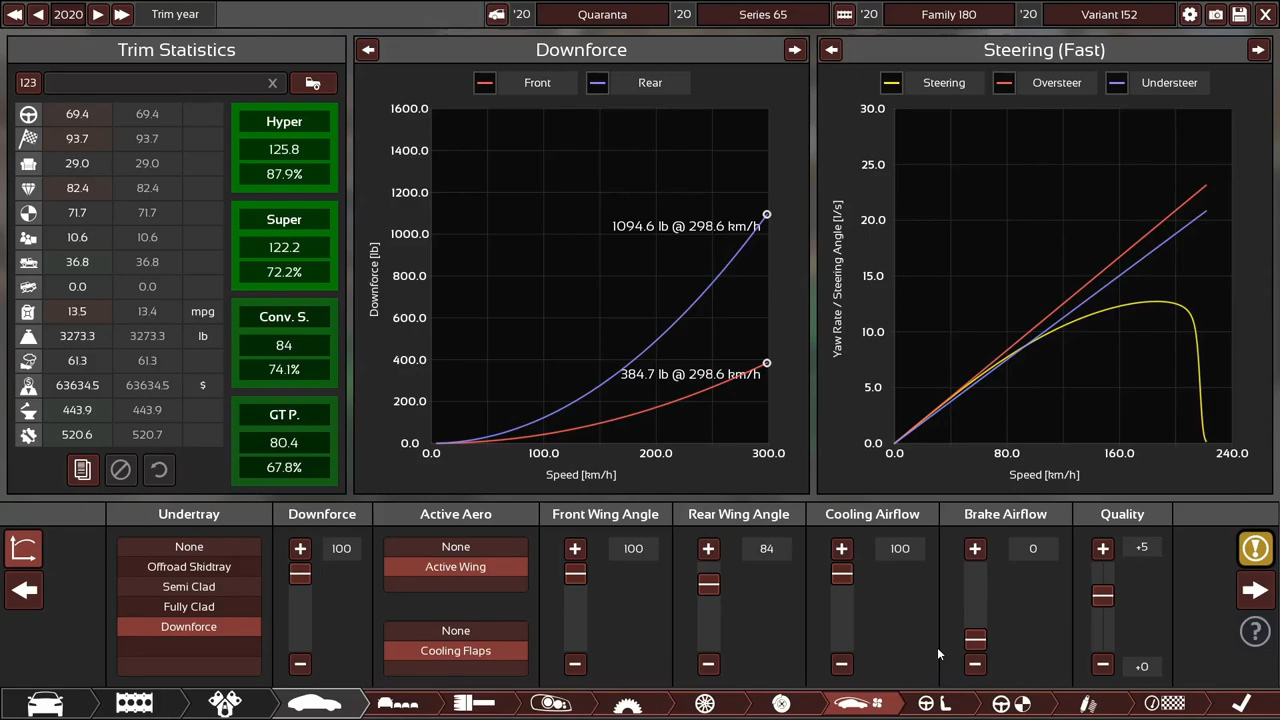 2020 Trim year '20 Quaranta '20 Series 65 '20 Family 180 '20 Variant 152
Trim Statistics
123 X
69.4 69.4
93.7 93.7
29.0 29.0
82.4 82.4
71.7 71.7
10.6 10.6
36.8 36.8
0.0 0.0
13.5 13.4 mpg
3273.3 3273.3 lb
61.3 61.3
63634.5 63634.5 $
443.9 443.9
520.6 520.7
Hyper
125.8
87.9%
Super
122.2
72.2%
Conv. S.
84
74.1%
GT P.
80.4
67.8%
Downforce
Front Rear
Downforce [lb]
1600.0
1400.0
1200.0
1000.0
800.0
600.0
400.0
200.0
0.0
1094.6 lb @ 298.6 km/h
384.7 lb @ 298.6 km/h
0.0 100.0 200.0 300.0
Speed [km/h]
Steering (Fast)
Steering Oversteer Understeer
Yaw Rate / Steering Angle [1/s]
30.0
25.0
20.0
15.0
10.0
5.0
0.0
0.0 80.0 160.0 240.0
Speed [km/h]
Undertray
None
Offroad Skidtray
Semi Clad
Fully Clad
Downforce
Downforce
100
Active Aero
None
Active Wing
None
Cooling Flaps
Front Wing Angle
100
Rear Wing Angle
84
Cooling Airflow
100
Brake Airflow
0
Quality
+5
+0